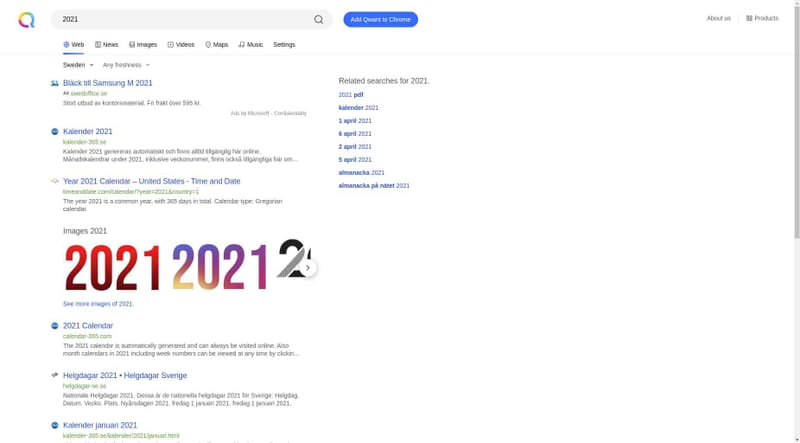 2021
Add Qwant to Chrome
About us
Products
Web
News
Images
Videos
Maps
Music
Settings
Sweden
Any freshness
Bläck till Samsung M 2021
Ad swedoffice.se
Stort utbud av kontorsmaterial. Fri frakt över 595 kr.
Ads by Microsoft - Confidentiality
Kalender 2021
kalender-365.se
Kalender 2021 genereras automatiskt och finns alltid tillgänglig här online.
Månadskalendrar under 2021, inklusive veckonummer, finns också tillgängliga här om...
Year 2021 Calendar – United States - Time and Date
timeanddate.com/calendar/?year=2021&country=1
The year 2021 is a common year, with 365 days in total. Calendar type: Gregorian
calendar
Images 2021
2021
2021
See more images of 2021.
2021 Calendar
calendar-365.com
The 2021 calendar is automatically generated and can always be visited online. Also
month calendars in 2021 including week numbers can be viewed at any time by clickin...
Helgdagar 2021 • Helgdagar Sverige
helgdagar-se.se
Nationale Helgdagar 2021. Dessa är de nationella helgdagar 2021 för Sverige: Helgdag.
Datum. Vecko. Plats. Nyårsdagen 2021. fredag 1 januari 2021. fredag 1 januari 2021.
Kalender januari 2021
kalender-365.se/kalender/2021/januari.html
Related searches for 2021.
2021 pdf
kalender 2021
1 april 2021
6 april 2021
2 april 2021
5 april 2021
almanacka 2021
almanacka på nätet 2021